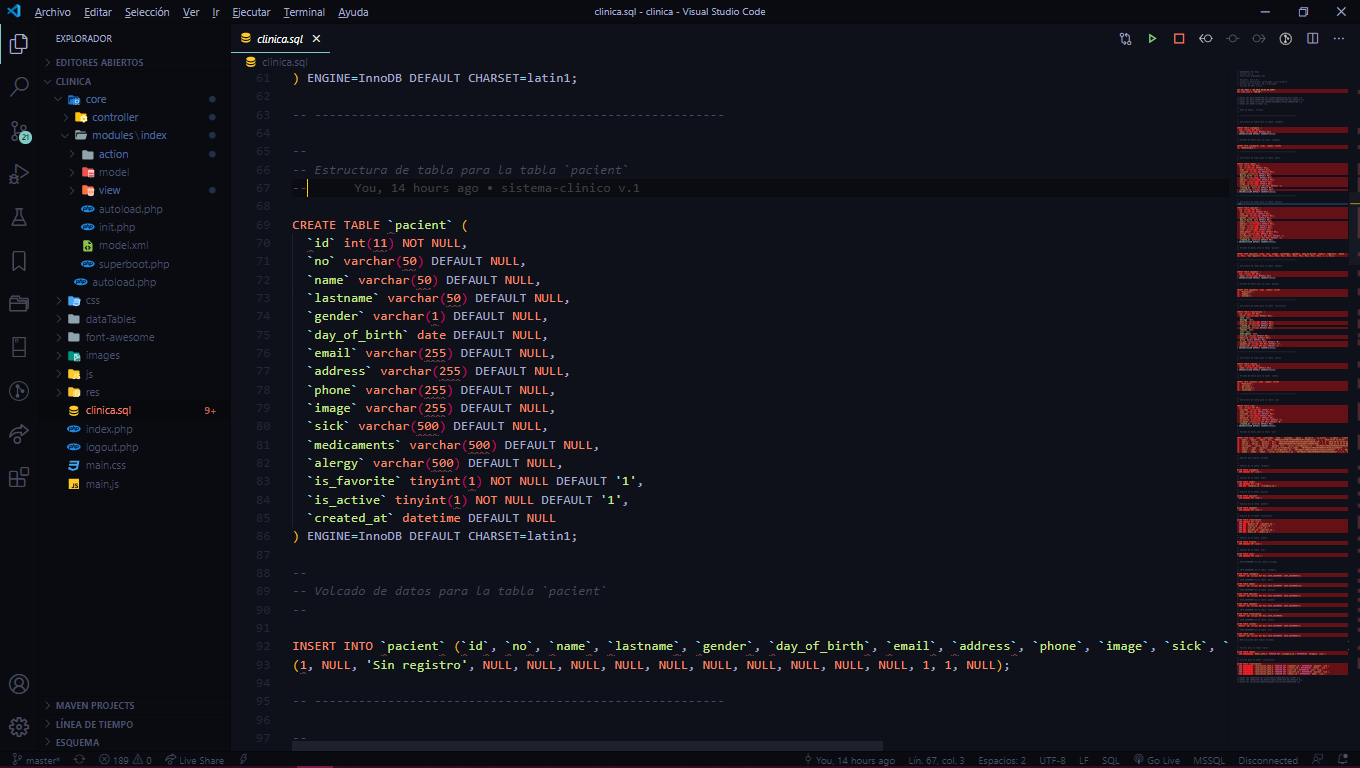 Archivo Editar Selección Ver Ir Ejecutar Terminal Ayuda
clinica.sql - clinica - Visual Studio Code
EXPLORADOR
EDITORES ABIERTOS
CLINICA
core
controller
modules\index
action
model
view
autoload.php
init.php
model.xml
superboot.php
autoload.php
css
dataTables
font-awesome
images
js
res
clinica.sql 9+
index.php
logout.php
main.css
main.js
MAVEN PROJECTS
LÍNEA DE TIEMPO
ESQUEMA
21
clinica.sql
clinica.sql
61 ) ENGINE=InnoDB DEFAULT CHARSET=latin1;
62
63 -- --------------------------------------------------------
64
65 --
66 -- Estructura de tabla para la tabla `pacient`
67 -- You, 14 hours ago • sistema-clinico v.1
68
69 CREATE TABLE `pacient` (
70 `id` int(11) NOT NULL,
71 `no` varchar(50) DEFAULT NULL,
72 `name` varchar(50) DEFAULT NULL,
73 `lastname` varchar(50) DEFAULT NULL,
74 `gender` varchar(1) DEFAULT NULL,
75 `day_of_birth` date DEFAULT NULL,
76 `email` varchar(255) DEFAULT NULL,
77 `address` varchar(255) DEFAULT NULL,
78 `phone` varchar(255) DEFAULT NULL,
79 `image` varchar(255) DEFAULT NULL,
80 `sick` varchar(500) DEFAULT NULL,
81 `medicaments` varchar(500) DEFAULT NULL,
82 `alergy` varchar(500) DEFAULT NULL,
83 `is_favorite` tinyint(1) NOT NULL DEFAULT '1',
84 `is_active` tinyint(1) NOT NULL DEFAULT '1',
85 `created_at` datetime DEFAULT NULL
86 ) ENGINE=InnoDB DEFAULT CHARSET=latin1;
87
88 --
89 -- Volcado de datos para la tabla `pacient`
90 --
91
92 INSERT INTO `pacient` (`id`, `no`, `name`, `lastname`, `gender`, `day_of_birth`, `email`, `address`, `phone`, `image`, `sick`, `
93 (1, NULL, 'Sin registro', NULL, NULL, NULL, NULL, NULL, NULL, NULL, NULL, NULL, NULL, 1, 1, NULL);
94
95 -- --------------------------------------------------------
96
97 --
master* 189 0 Live Share You, 14 hours ago Lín. 67, col. 3 Espacios: 2 UTF-8 LF SQL Go Live MSSQL Disconnected